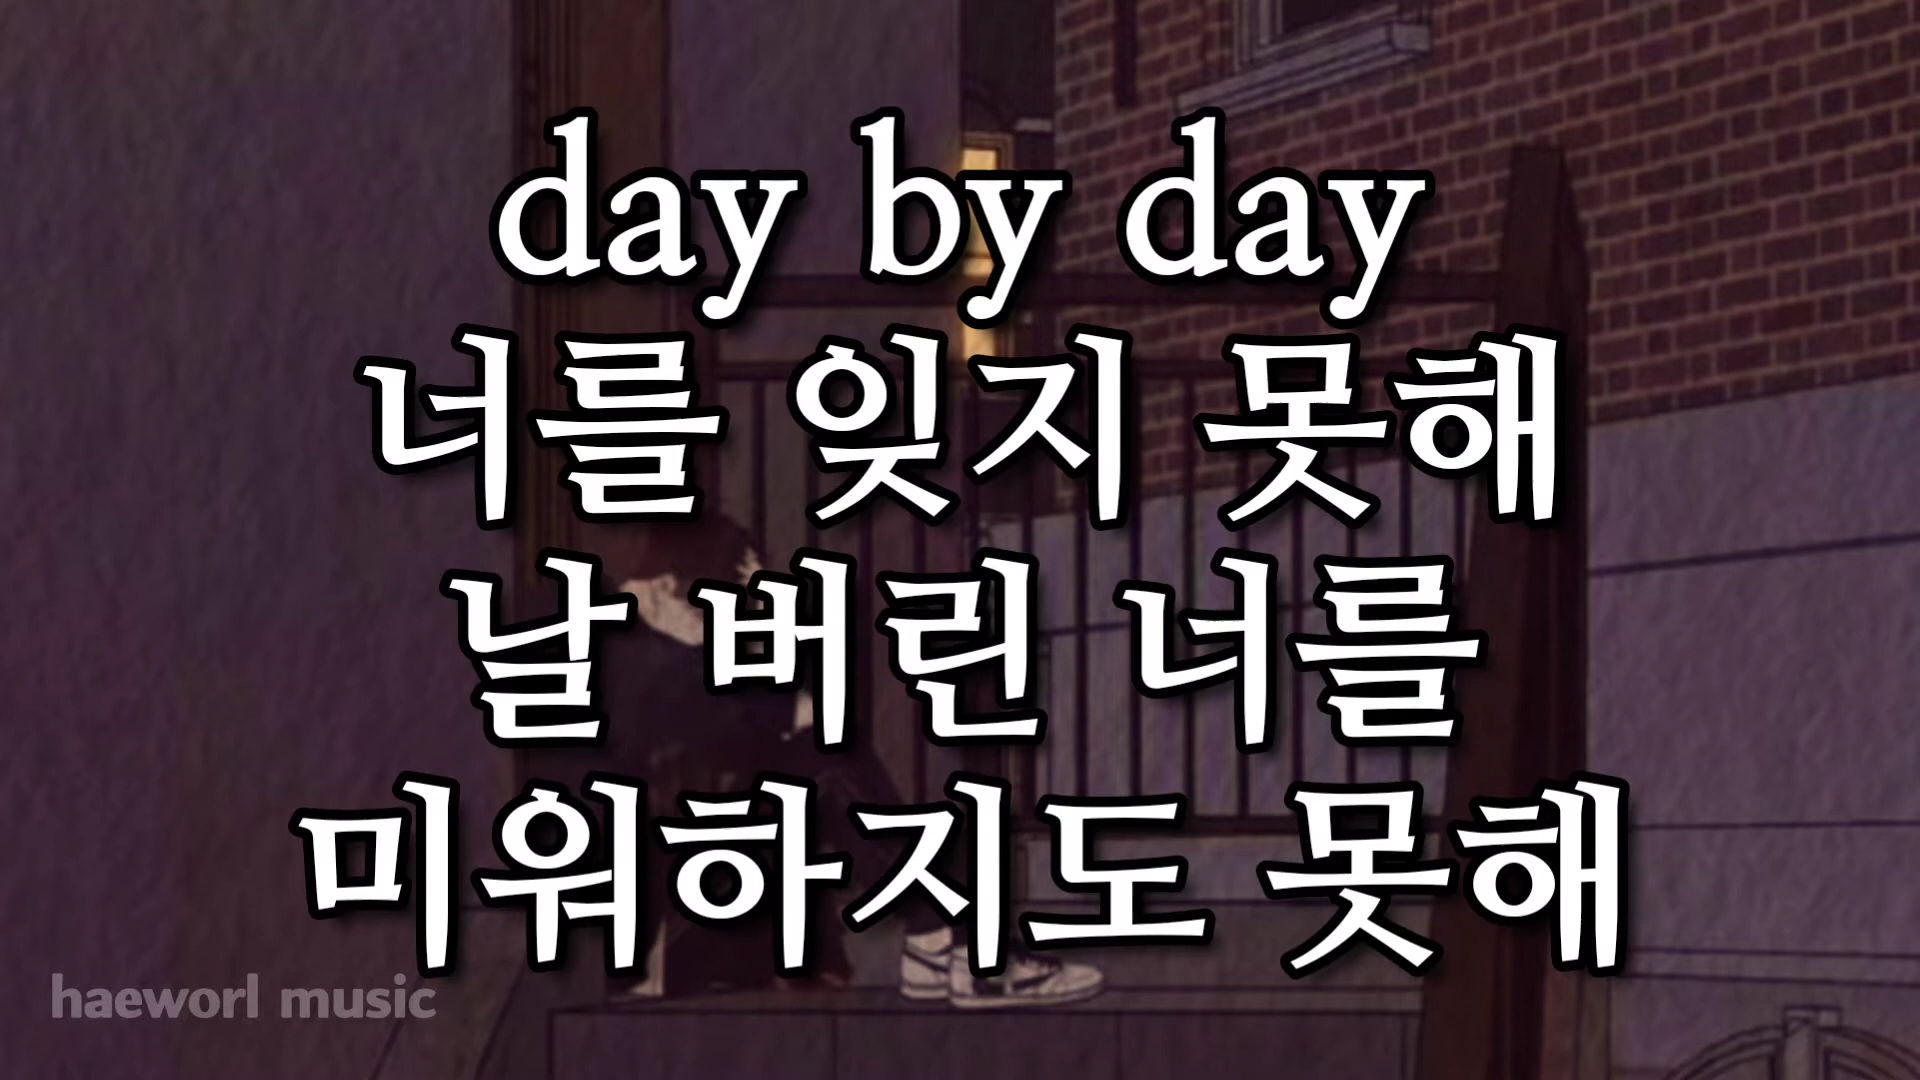 day by day
너를 잊지 못해
날 버린 너를
미워하지도 못해
haeworl music